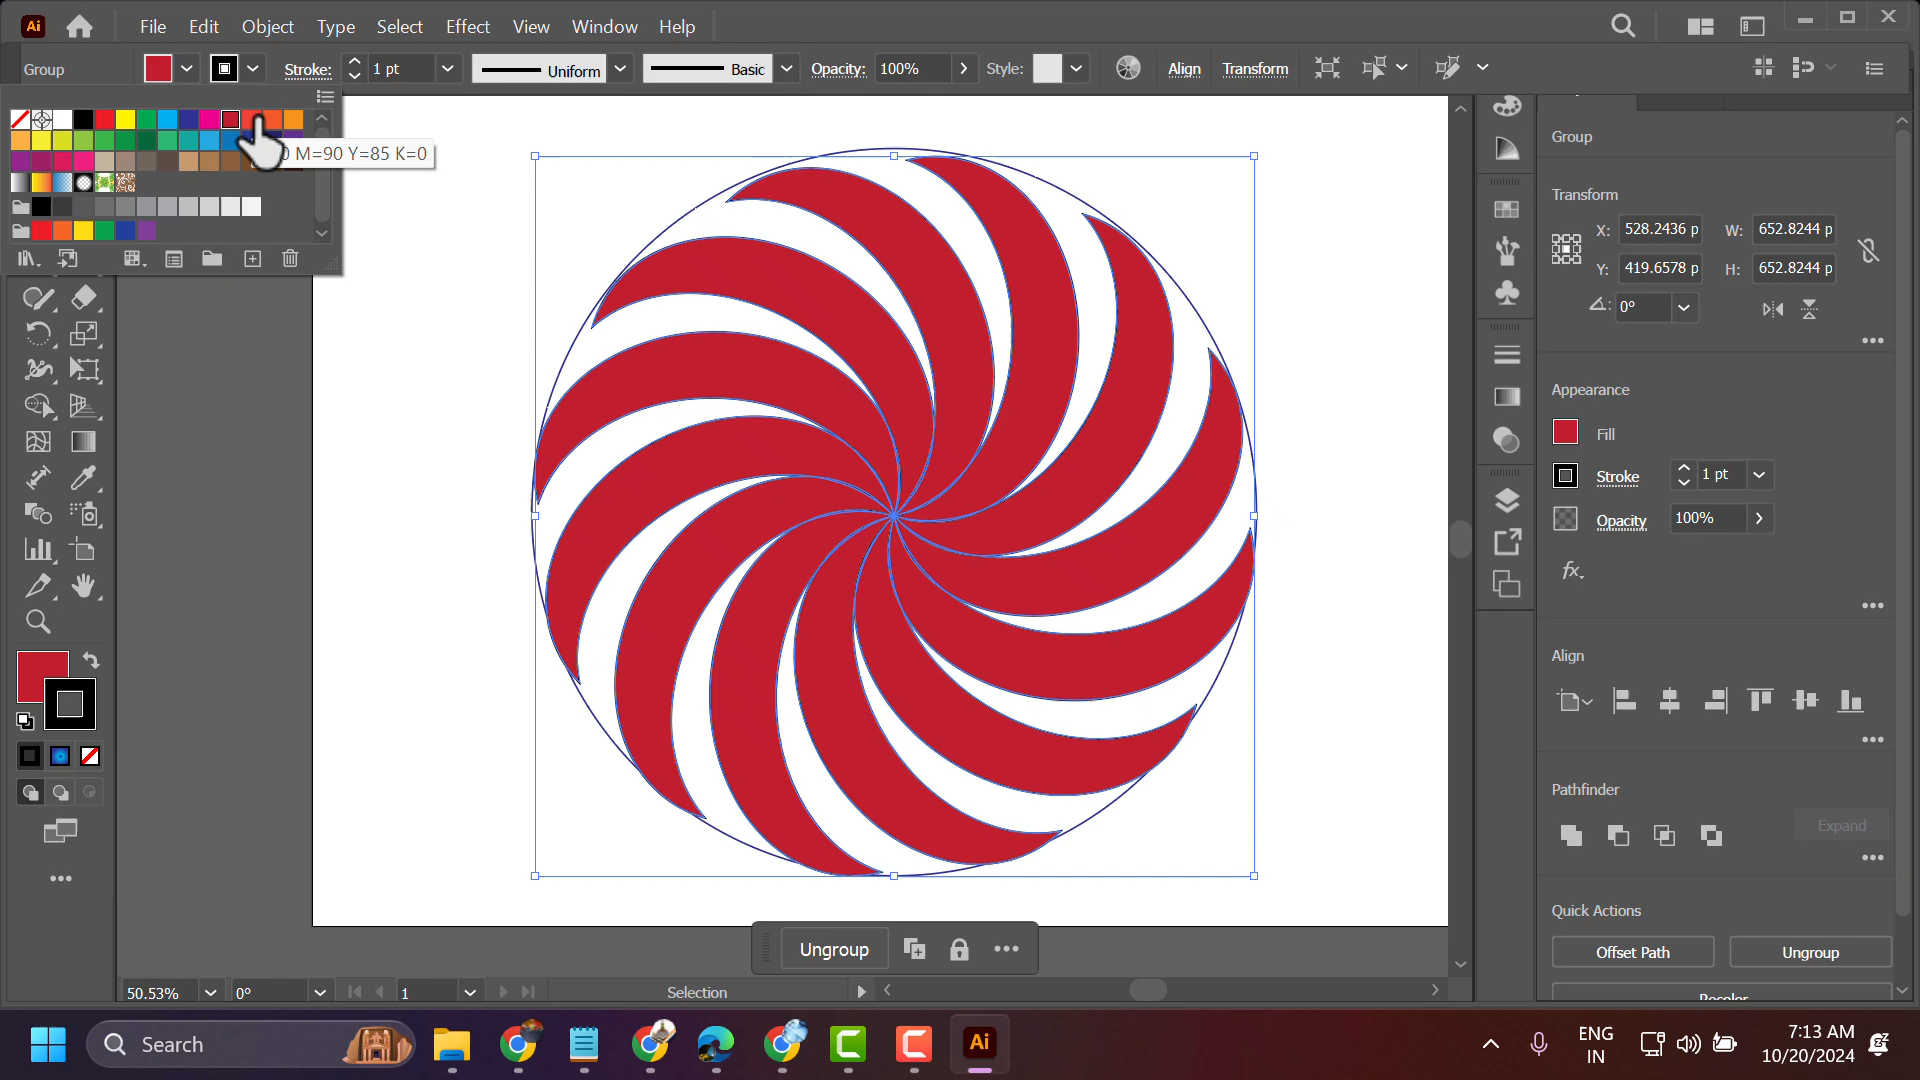 Ai File Edit Object Type Select Effect View Window Help
Group Stroke: 1 pt Uniform Basic Opacity: 100% Style: Align Transform
M=90 Y=85 K=0
Group
Transform
X: 528.2436 p W: 652.8244 p
Y: 419.6578 p H: 652.8244 p
0°
Appearance
Fill
Stroke 1 pt
Opacity 100%
fx.
Align
Pathfinder
Expand
Quick Actions
Offset Path Ungroup
Recolor
Ungroup
50.53% 0° 1 Selection
Search Ai ENG
IN
7:13 AM
10/20/2024